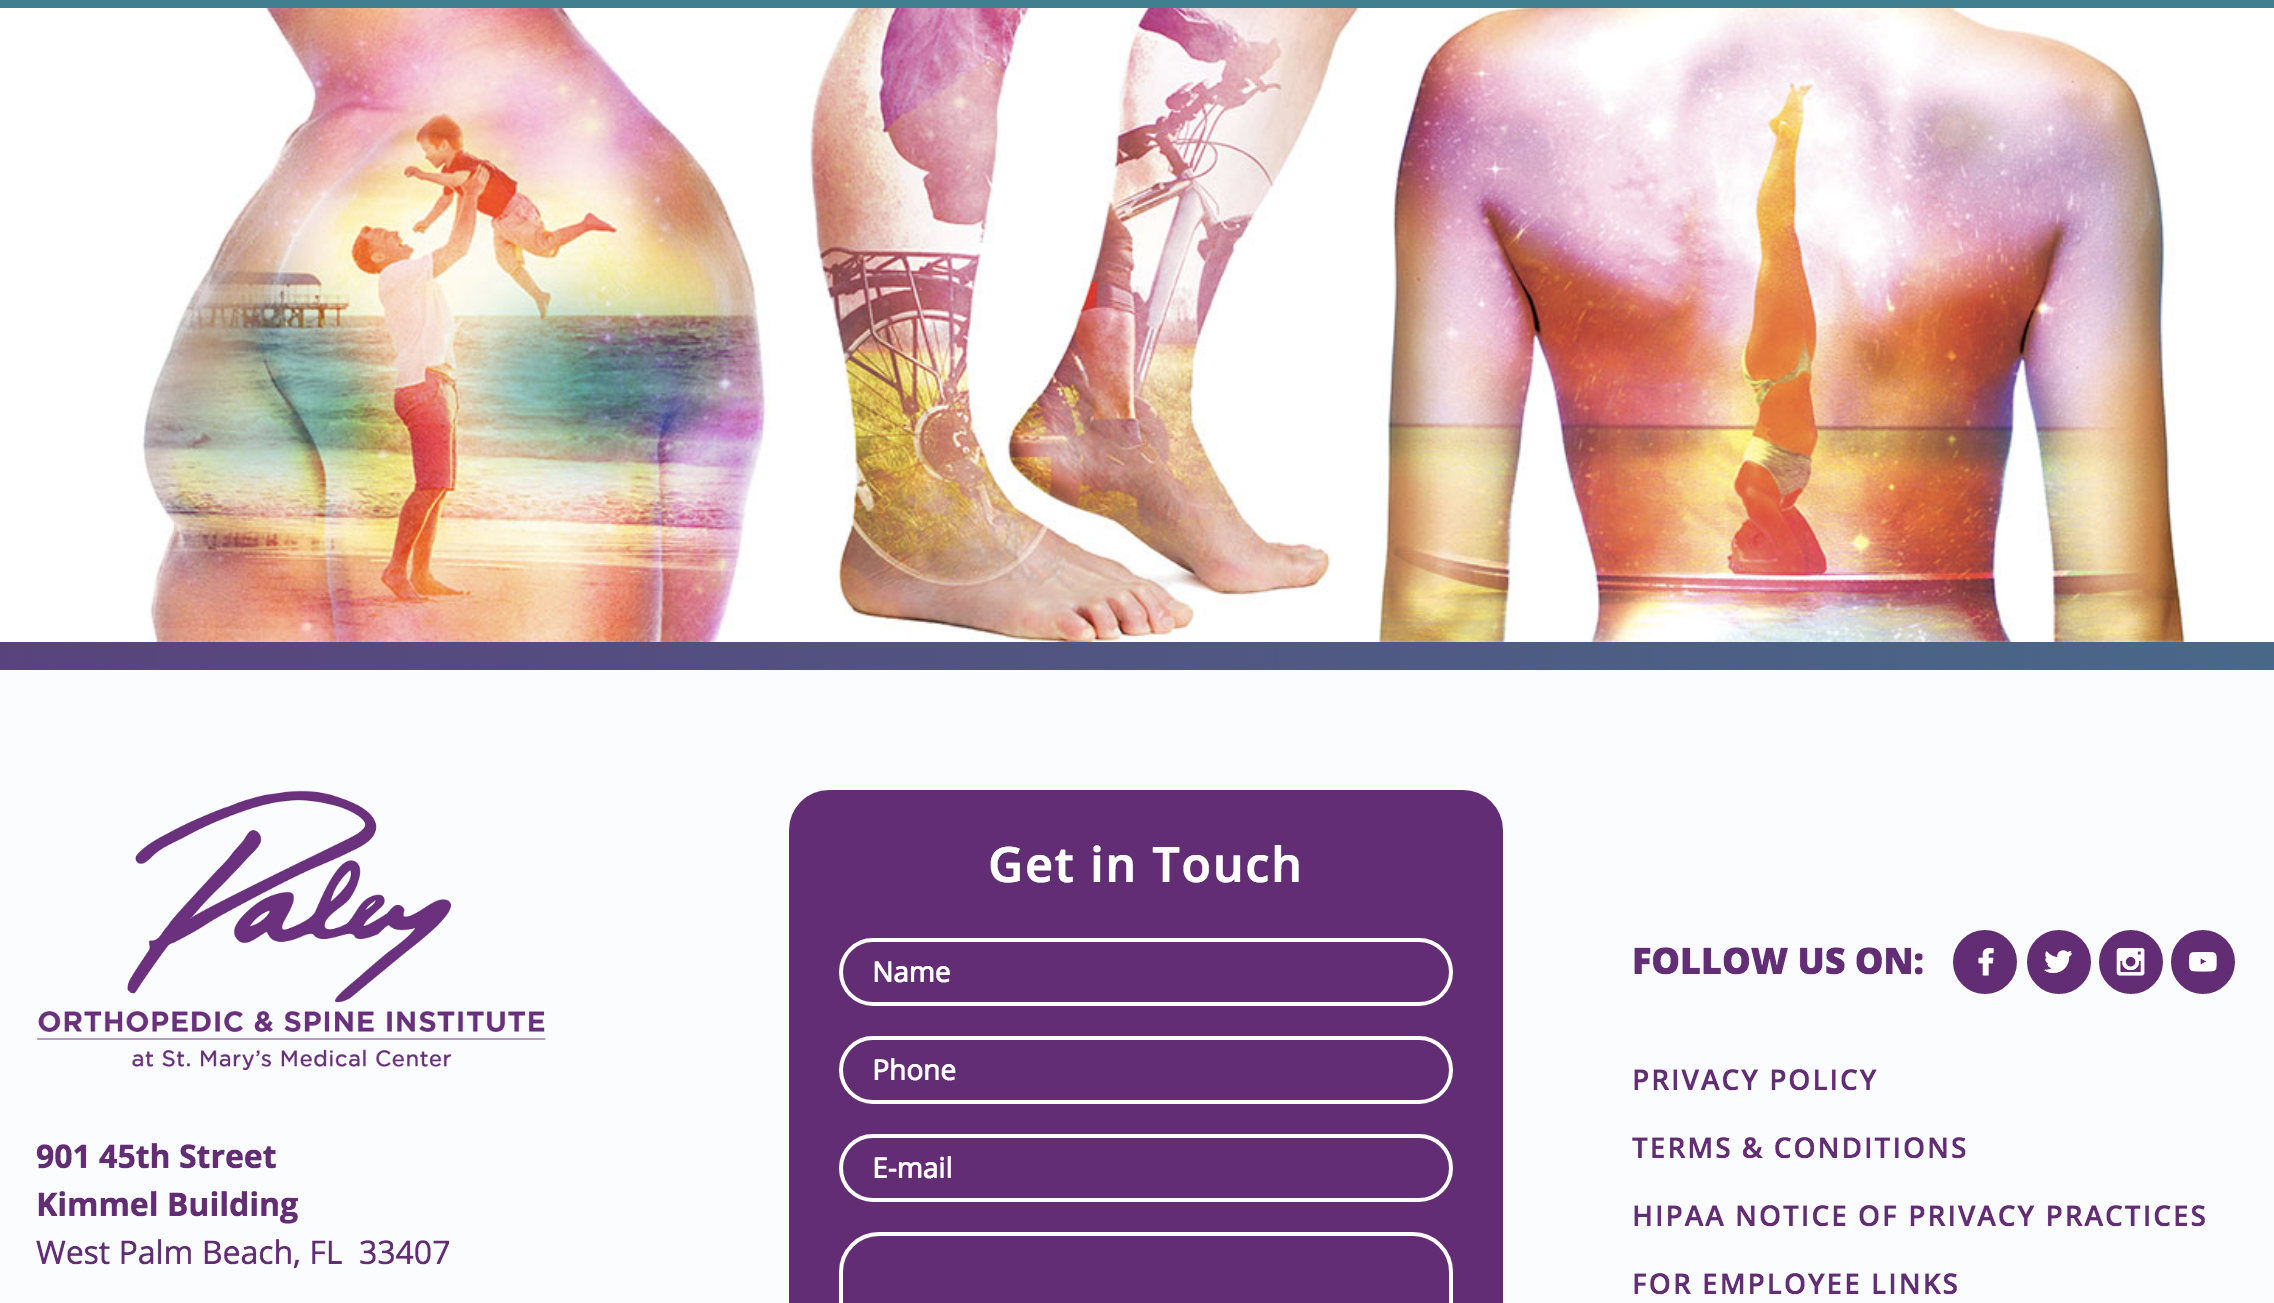 Paley
ORTHOPEDIC & SPINE INSTITUTE
at St. Mary's Medical Center
901 45th Street
Kimmel Building
West Palm Beach, FL  33407
Get in Touch
Name
Phone
E-mail
FOLLOW US ON:
PRIVACY POLICY
TERMS & CONDITIONS
HIPAA NOTICE OF PRIVACY PRACTICES
FOR EMPLOYEE LINKS